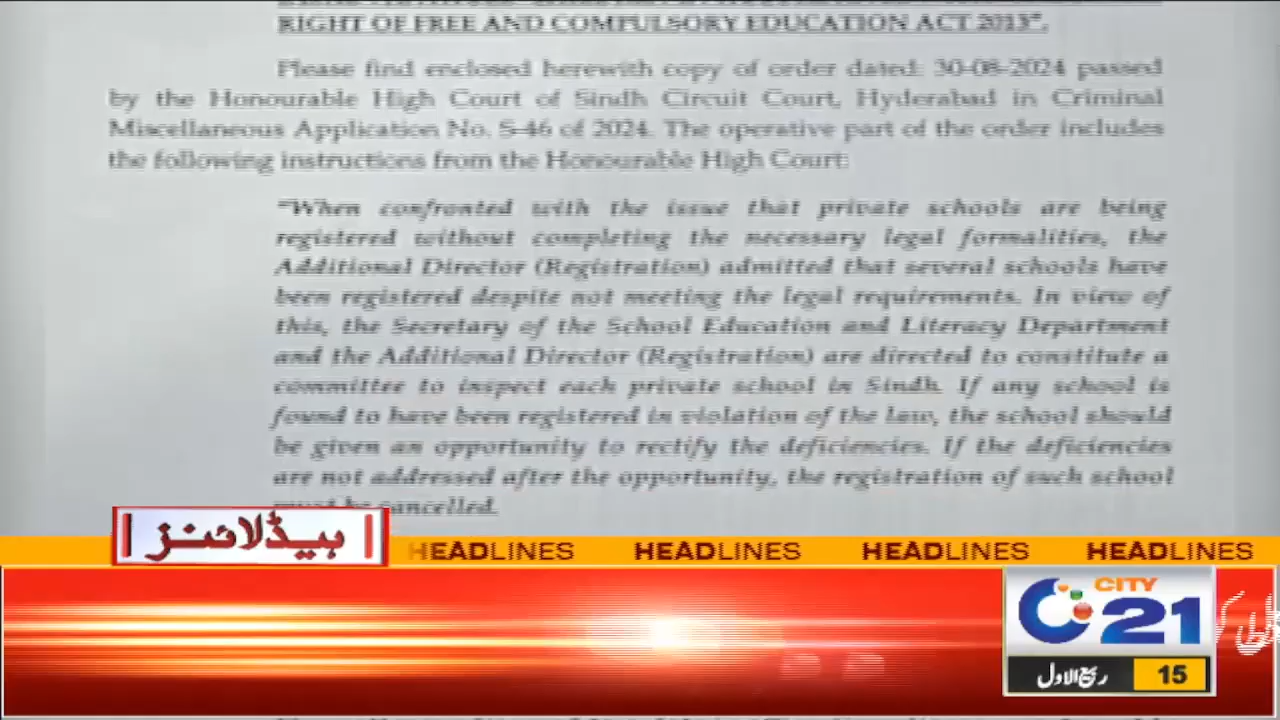 RIGHT OF FREE AND COMPULSORY EDUCATION ACT 2013".
Please find enclosed herewith copy of order dated: 30-08-2024 passed
by the Honourable High Court of Sindh Circuit Court, Hyderabad in Criminal
Miscellaneous Application No. S-46 of 2024. The operative part of the order includes
the following instructions from the Honourable High Court:
"When confronted with the issue that private schools are being
registered without completing the necessary legal formalities, the
Additional Director (Registration) admitted that several schools have
been registered despite not meeting the legal requirements. In view of
this, the Secretary of the School Education and Literacy Department
and the Additional Director (Registration) are directed to constitute a
committee to inspect each private school in Sindh. If any school is
found to have been registered in violation of the law, the school should
be given an opportunity to rectify the deficiencies. If the deficiencies
are not addressed after the opportunity, the registration of such school
must be cancelled.
ہیڈلائنز
HEADLINES HEADLINES HEADLINES HEADLINES
CITY
21
ربیع الاول 15